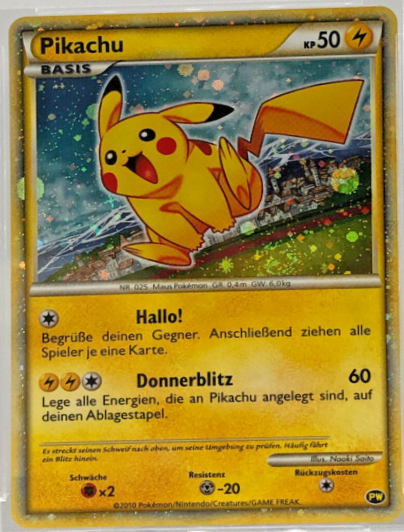 Pikachu KP50
BASIS
NR. 025 Maus Pokémon GR. 0,4m GW. 6,0kg
Hallo!
Begrüße deinen Gegner. Anschließend ziehen alle
Spieler je eine Karte.
Donnerblitz 60
Lege alle Energien, die an Pikachu angelegt sind, auf
deinen Ablagestapel.
Es streckt seinen Schweif nach oben, um seine Umgebung zu prüfen. Häufig fährt
ein Blitz hinein.
Illus. Naoki Saito
Schwäche Resistenz Rückzugskosten
×2 -20
©2010 Pokémon/Nintendo/Creatures/GAME FREAK.
PW